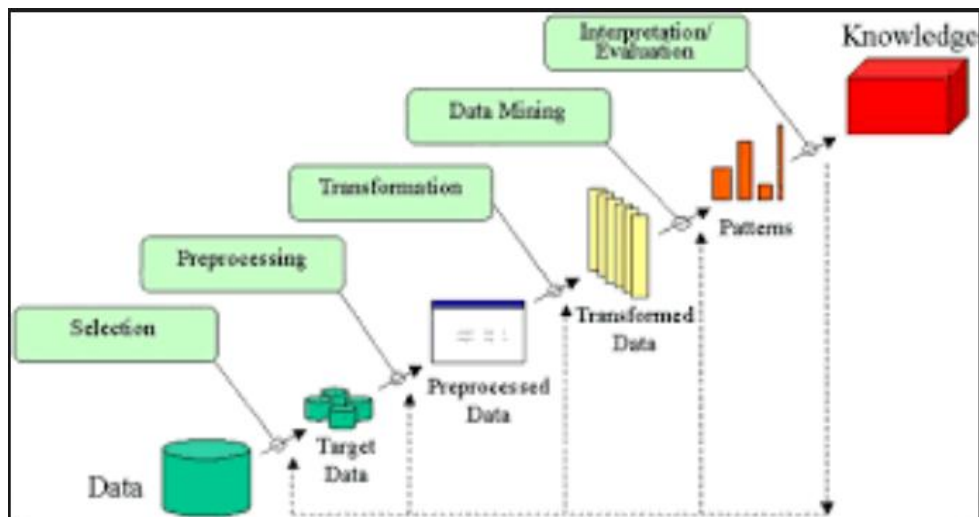 Interpretation/
Evaluation
Knowledge
Data Mining
Transformation
Patterns
Preprocessing
Transformed
Data
Selection
Preprocessed
Data
Target
Data
Data